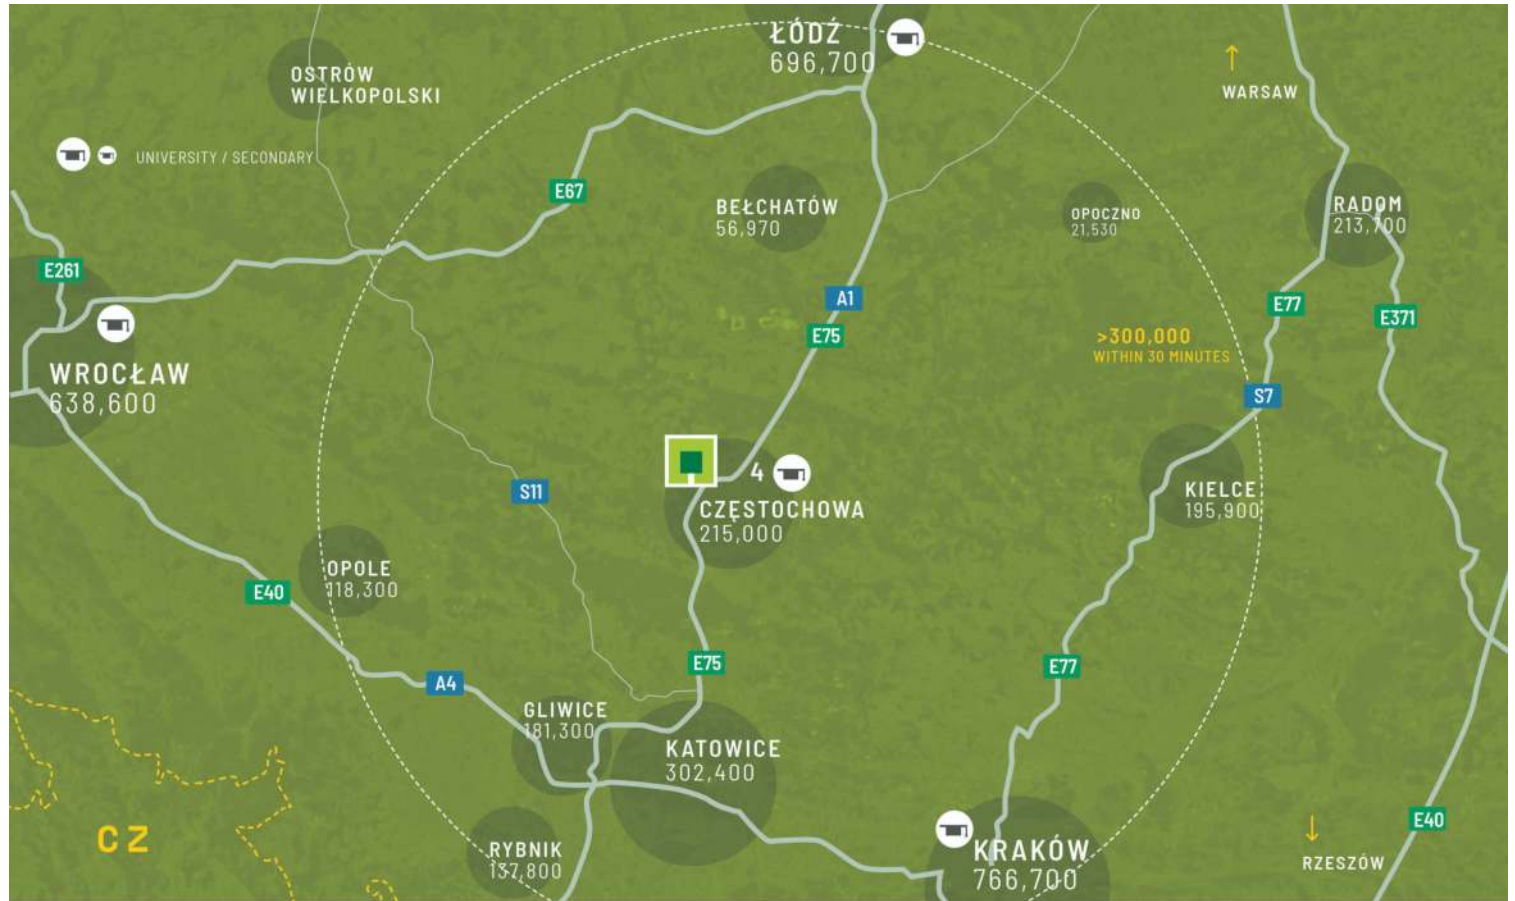 ŁÓDŹ
696,700
OSTRÓW
WIELKOPOLSKI
WARSAW
UNIVERSITY / SECONDARY
E67
BEŁCHATÓW
56,970
OPOCZNO
21,530
RADOM
213,700
E261
A1
E77
E371
E75
>300,000
WITHIN 30 MINUTES
WROCŁAW
638,600
S7
4
S11
CZĘSTOCHOWA
215,000
KIELCE
195,900
OPOLE
118,300
E40
E75
E77
A4
GLIWICE
181,300
KATOWICE
302,400
CZ
E40
RYBNIK
137,800
KRAKÓW
766,700
RZESZÓW